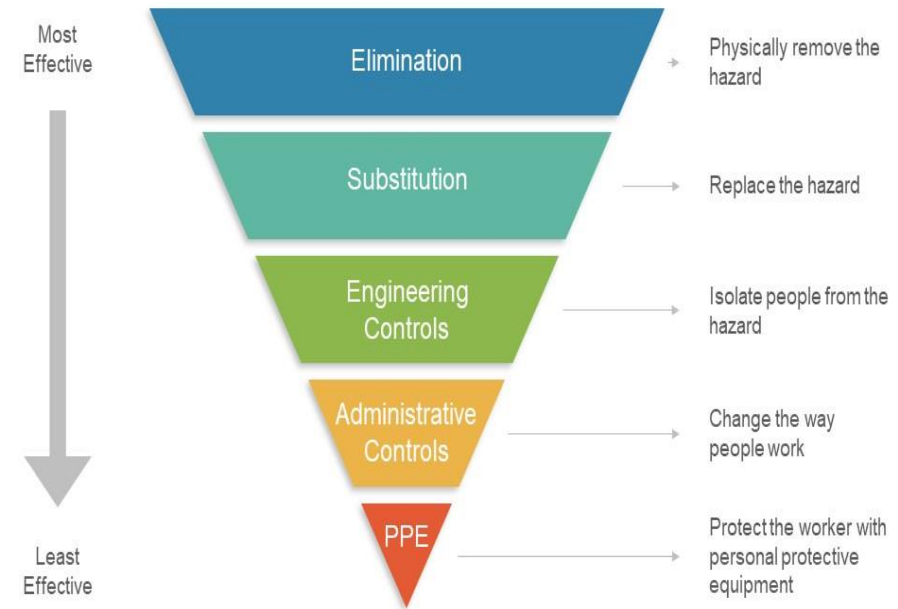 Most
Effective
Elimination
Physically remove the
hazard
Substitution
Replace the hazard
Engineering
Controls
Isolate people from the
hazard
Administrative
Controls
Change the way
people work
PPE
Protect the worker with
personal protective
equipment
Least
Effective